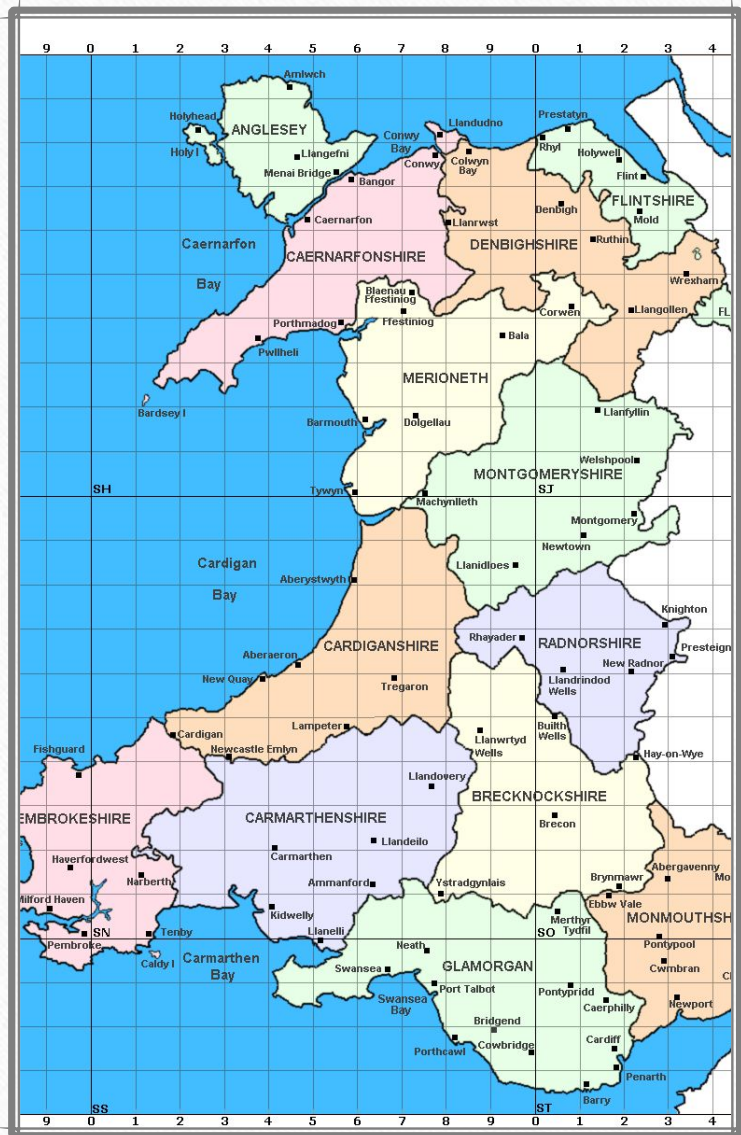 9 0 1 2 3 4 5 6 7 8 9 0 1 2 3 4
Amlwch
Holyhead
ANGLESEY
Holy I
Llangefni
Menai Bridge
Bangor
Conwy
Bay
Llandudno
Conwy
Colwyn
Bay
Prestatyn
Rhyl
Holywell
Flint
FLINTSHIRE
Mold
Caernarfon
Caernarfon
Bay
CAERNARFONSHIRE
Llanrwst
Denbigh
DENBIGHSHIRE
Ruthin
Wrexham
Blaenau
Ffestiniog
Ffestiniog
Corwen
Llangollen
FL
Porthmadog
Pwllheli
Bala
MERIONETH
Bardsey I
Barmouth
Dolgellau
Llanfyllin
Welshpool
MONTGOMERYSHIRE
SH
Tywyn
Machynlleth
SJ
Montgomery
Newtown
Llanidloes
Cardigan
Bay
Aberystwyth
Knighton
Rhayader
RADNORSHIRE
Presteign
CARDIGANSHIRE
Aberaeron
New Quay
Tregaron
New Radnor
Llandrindod
Wells
Lampeter
Builth
Wells
Llanwrtyd
Wells
Hay-on-Wye
Cardigan
Newcastle Emlyn
Fishguard
Llandovery
BRECKNOCKSHIRE
EMBROKESHIRE
CARMARTHENSHIRE
Brecon
Llandeilo
Carmarthen
Haverfordwest
Narberth
Ammanford
Ystradgynlais
Brynmawr
Abergavenny
Mo
Milford Haven
Kidwelly
Ebbw Vale
Merthyr
Tydfil
MONMOUTHSH
Pembroke
SN
Tenby
Llanelli
SO
Pontypool
Caldy I
Carmarthen
Bay
Neath
GLAMORGAN
Cwmbran
Swansea
Port Talbot
Pontypridd
Caerphilly
Newport
Swansea
Bay
Bridgend
Porthcawl
Cowbridge
Cardiff
Penarth
Barry
SS
ST
9 0 1 2 3 4 5 6 7 8 9 0 1 2 3 4